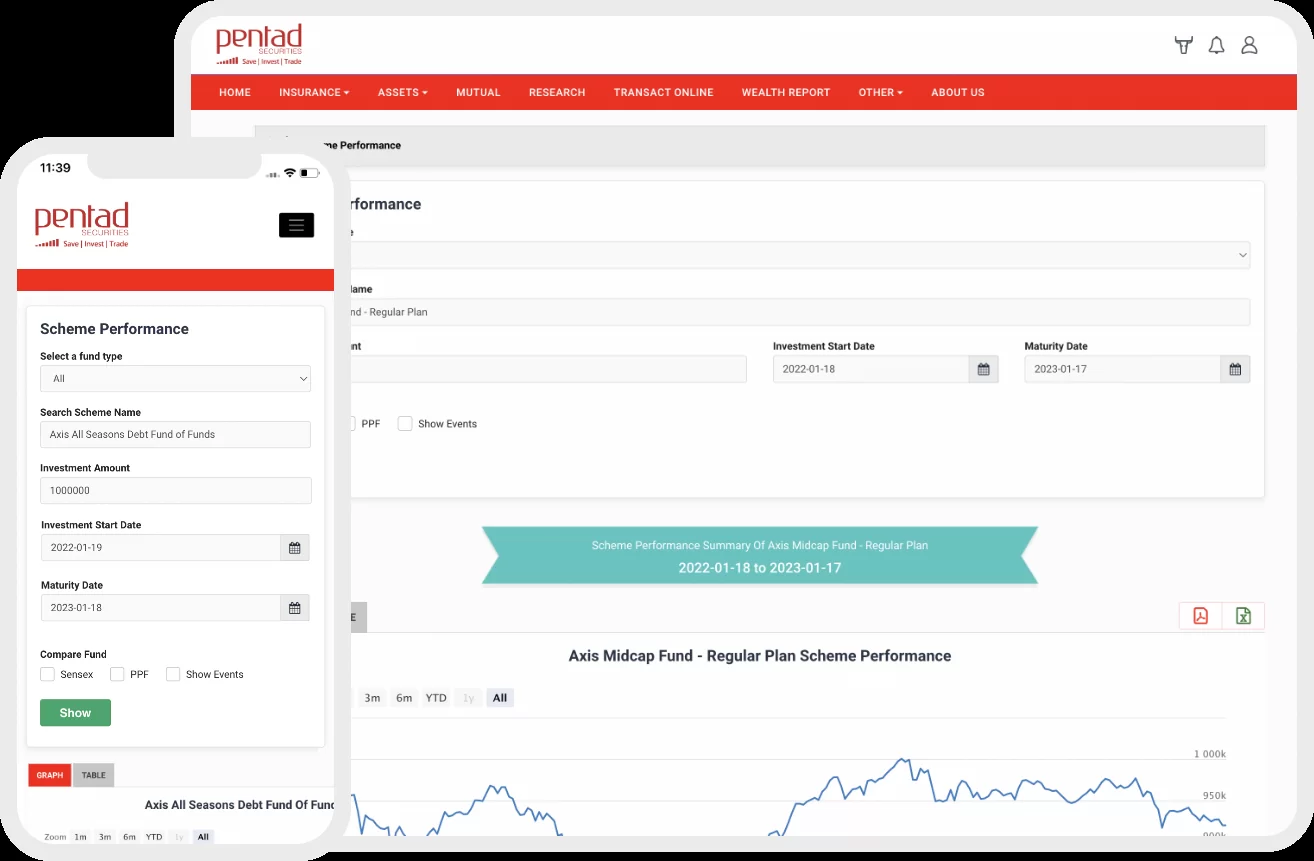 pentad
SECURITIES
Save | Invest | Trade
HOME INSURANCE ASSETS MUTUAL RESEARCH TRANSACT ONLINE WEALTH REPORT OTHER ABOUT US
Performance
Investment Start Date Maturity Date
2022-01-18 2023-01-17
- Regular Plan
PPF Show Events
Scheme Performance Summary Of Axis Midcap Fund - Regular Plan
2022-01-18 to 2023-01-17
Axis Midcap Fund - Regular Plan Scheme Performance
3m 6m YTD 1y All
1 000k
950k
900k
11:39
pentad
SECURITIES
Save | Invest | Trade
Scheme Performance
Select a fund type
All
Search Scheme Name
Axis All Seasons Debt Fund of Funds
Investment Amount
1000000
Investment Start Date
2022-01-19
Maturity Date
2023-01-18
Compare Fund
Sensex PPF Show Events
Show
GRAPH TABLE
Axis All Seasons Debt Fund Of Fund
Zoom 1m 3m 6m YTD 1y All